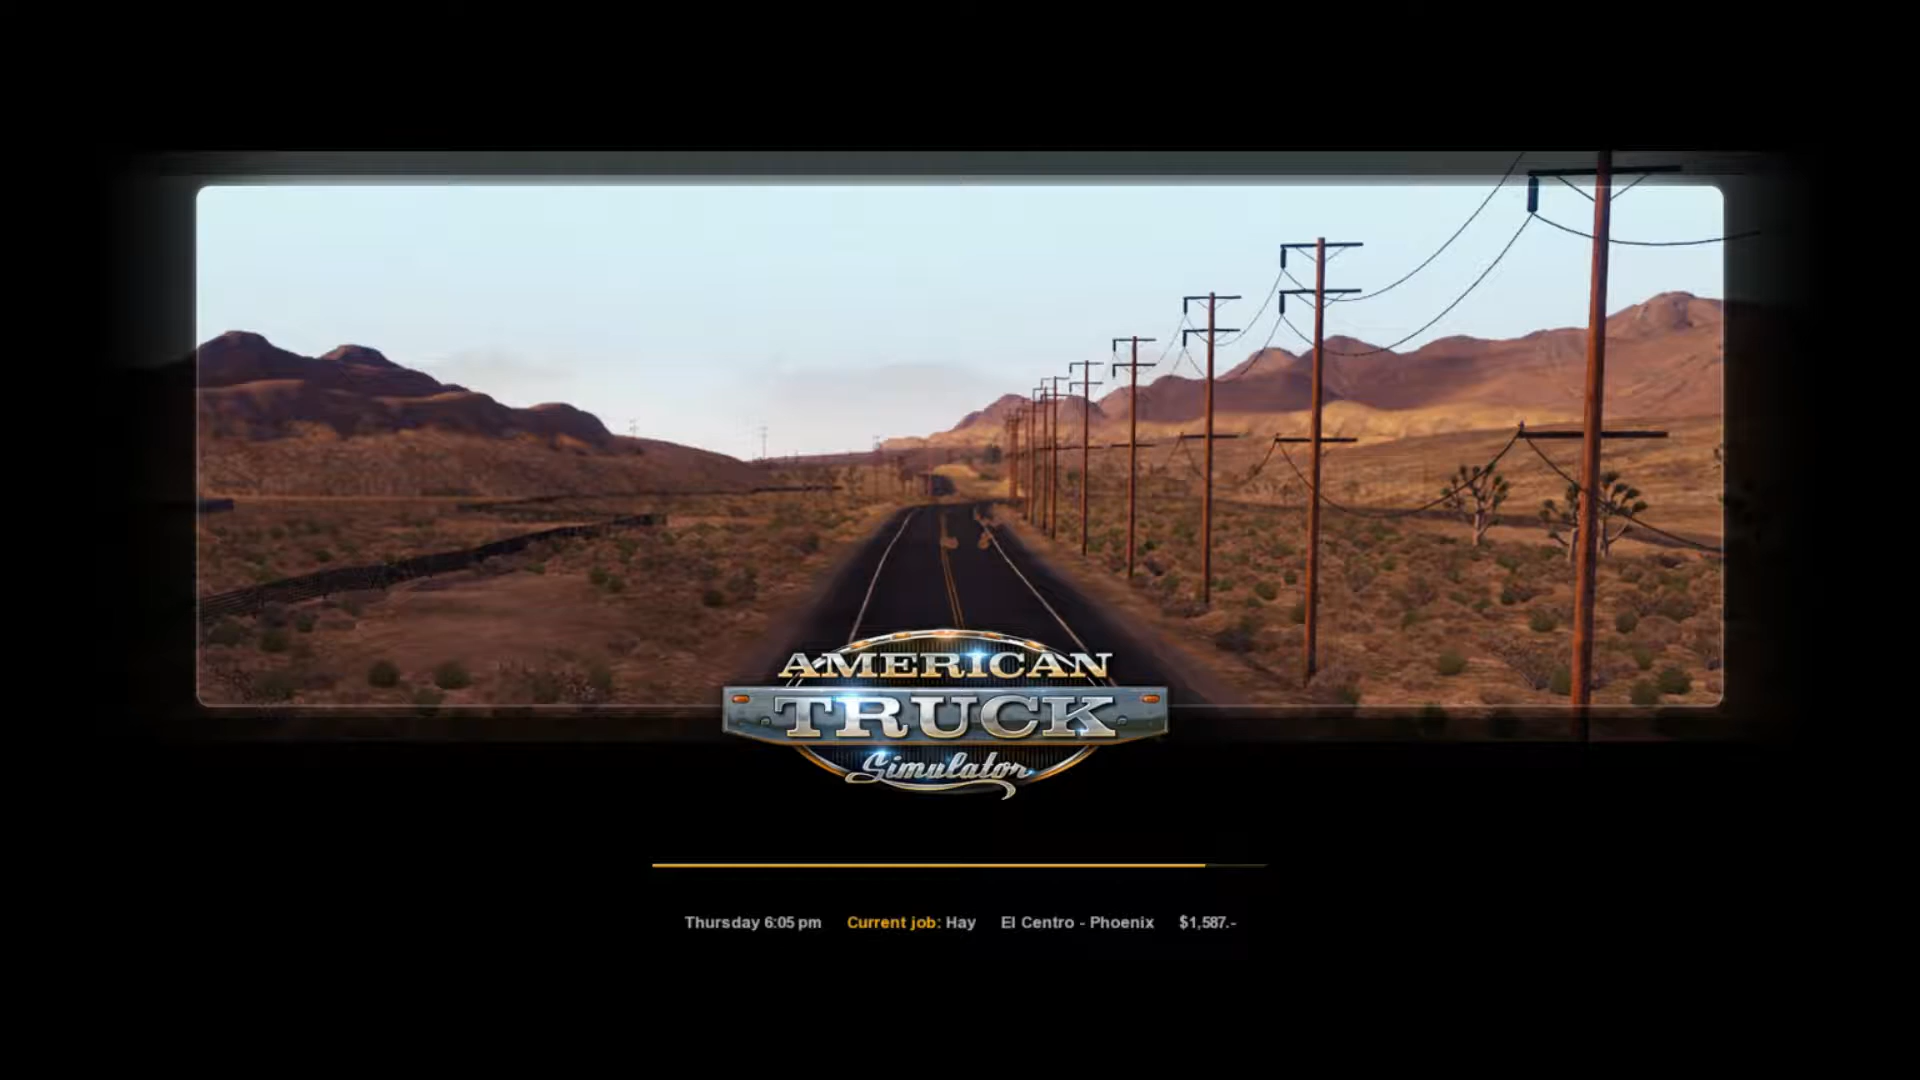 AMERICAN
TRUCK
Simulator
Thursday 6:05 pm Current job: Hay El Centro - Phoenix $1,587.-